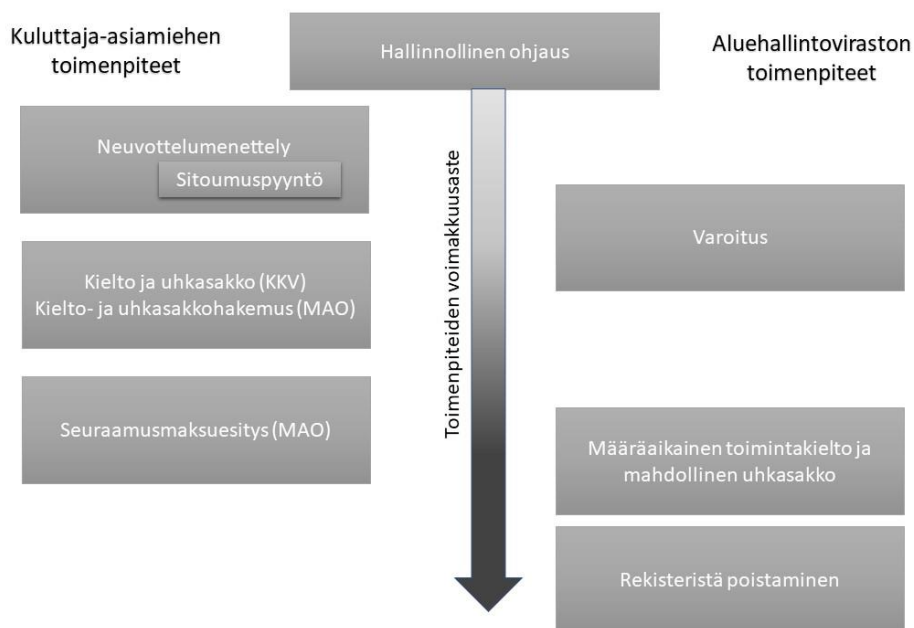 Kuluttaja-asiamiehen
toimenpiteet
Hallinnollinen ohjaus
Aluehallintoviraston
toimenpiteet
Neuvottelumenettely
Sitoumuspyyntö
Kielto ja uhkasakko (KKV)
Kielto- ja uhkasakkohakemus (MAO)
Seuraamusmaksuesitys (MAO)
Toimenpiteiden voimakkuusaste
Varoitus
Määräaikainen toimintakielto ja
mahdollinen uhkasakko
Rekisteristä poistaminen